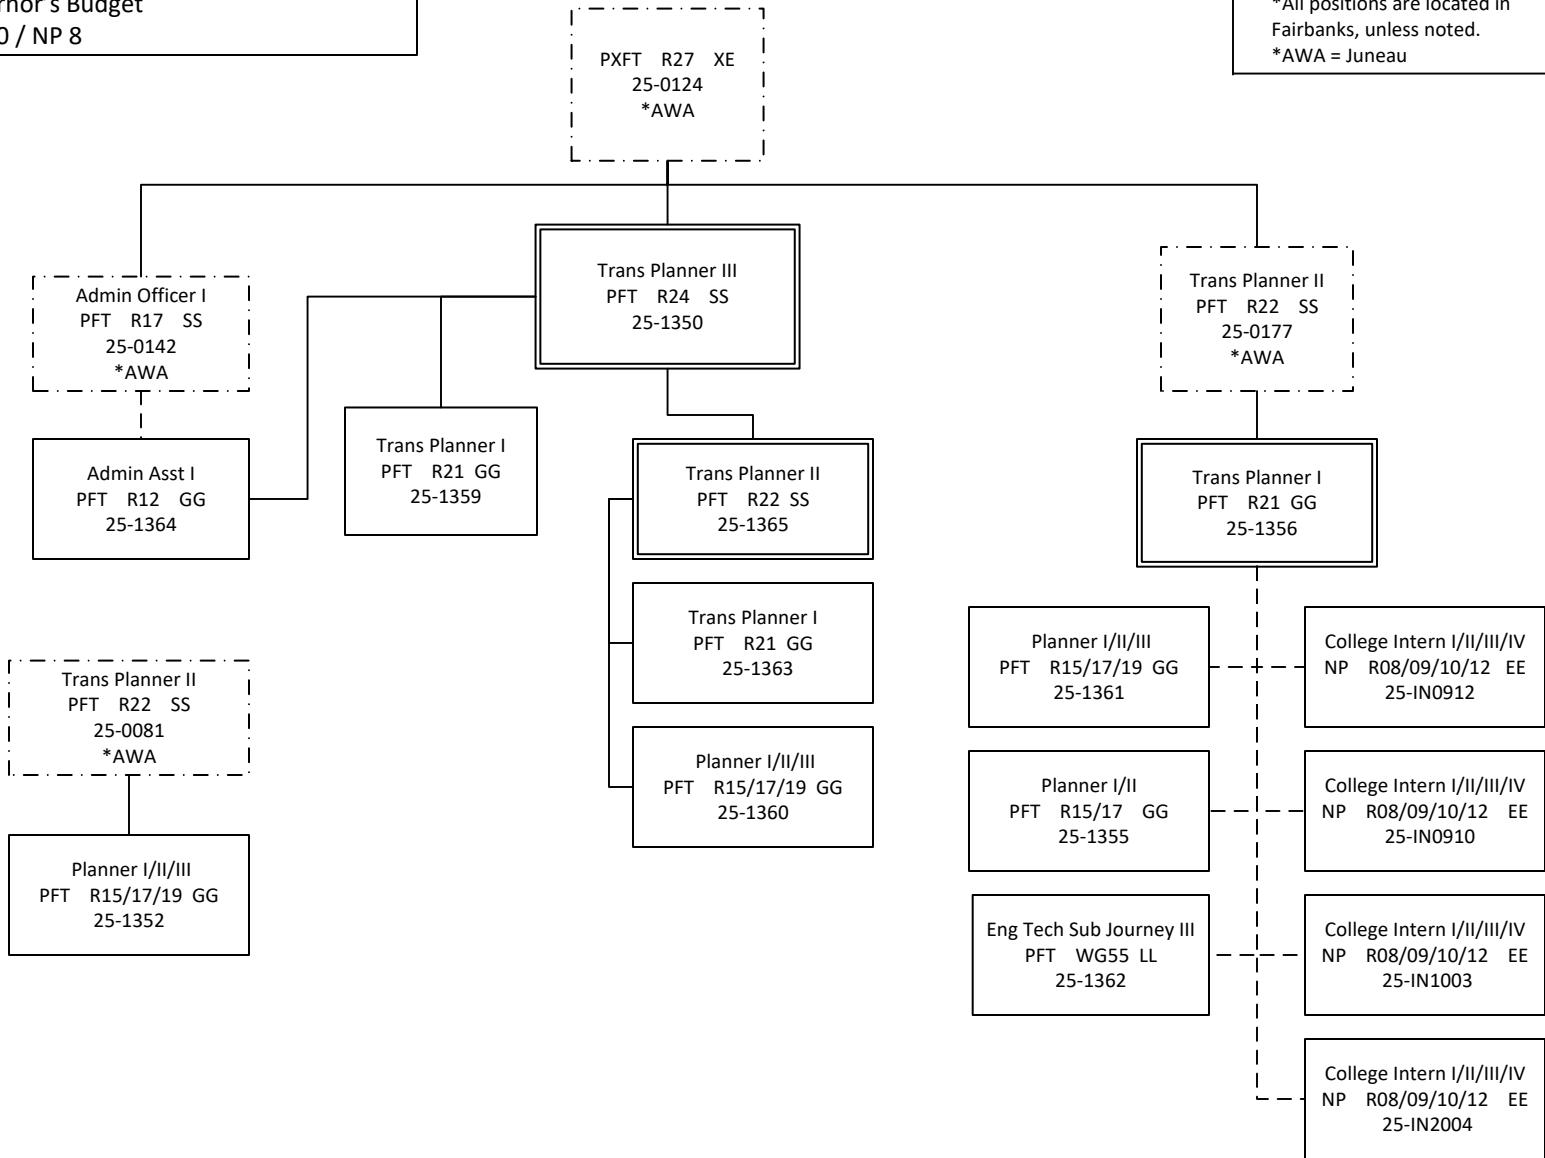 Budget
/ NP 8
*All positions are located in
Fairbanks, unless noted.
*AWA = Juneau
PXFT R27 XE
25-0124
*AWA
Admin Officer I
PFT R17 SS
25-0142
*AWA
Trans Planner III
PFT R24 SS
25-1350
Trans Planner II
PFT R22 SS
25-0177
*AWA
Admin Asst I
PFT R12 GG
25-1364
Trans Planner I
PFT R21 GG
25-1359
Trans Planner II
PFT R22 SS
25-1365
Trans Planner I
PFT R21 GG
25-1356
Trans Planner I
PFT R21 GG
25-1363
Planner I/II/III
PFT R15/17/19 GG
25-1361
College Intern I/II/III/IV
NP R08/09/10/12 EE
25-IN0912
Trans Planner II
PFT R22 SS
25-0081
*AWA
Planner I/II/III
PFT R15/17/19 GG
25-1360
Planner I/II
PFT R15/17 GG
25-1355
College Intern I/II/III/IV
NP R08/09/10/12 EE
25-IN0910
Planner I/II/III
PFT R15/17/19 GG
25-1352
Eng Tech Sub Journey III
PFT WG55 LL
25-1362
College Intern I/II/III/IV
NP R08/09/10/12 EE
25-IN1003
College Intern I/II/III/IV
NP R08/09/10/12 EE
25-IN2004